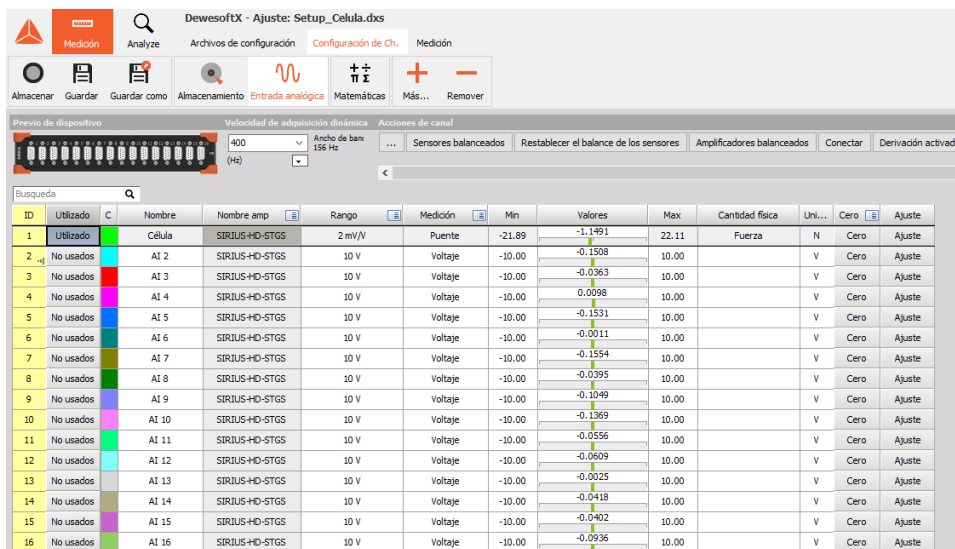 DewesoftX - Ajuste: Setup_Celula.dxs
Medición Analyze Archivos de configuración Configuración de Ch. Medición
Almacenar Guardar Guardar como Almacenamiento Entrada analógica Matemáticas Más... Remover
Previo de dispositivo Velocidad de adquisición dinámica Acciones de canal
400 Ancho de band ... Sensores balanceados Restablecer el balance de los sensores Amplificadores balanceados Conectar Derivación activad
156 Hz
(Hz)
Busqueda
ID Utilizado C Nombre Nombre amp Rango Medición Min Valores Max Cantidad física Uni... Cero Ajuste
1 Utilizado Célula SIRIUS-HD-STGS 2 mV/V Puente -21.89 -1.1491 22.11 Fuerza N Cero Ajuste
2 No usados AI 2 SIRIUS-HD-STGS 10 V Voltaje -10.00 -0.1508 10.00 V Cero Ajuste
3 No usados AI 3 SIRIUS-HD-STGS 10 V Voltaje -10.00 -0.0363 10.00 V Cero Ajuste
4 No usados AI 4 SIRIUS-HD-STGS 10 V Voltaje -10.00 0.0098 10.00 V Cero Ajuste
5 No usados AI 5 SIRIUS-HD-STGS 10 V Voltaje -10.00 -0.1531 10.00 V Cero Ajuste
6 No usados AI 6 SIRIUS-HD-STGS 10 V Voltaje -10.00 -0.0011 10.00 V Cero Ajuste
7 No usados AI 7 SIRIUS-HD-STGS 10 V Voltaje -10.00 -0.1554 10.00 V Cero Ajuste
8 No usados AI 8 SIRIUS-HD-STGS 10 V Voltaje -10.00 -0.0395 10.00 V Cero Ajuste
9 No usados AI 9 SIRIUS-HD-STGS 10 V Voltaje -10.00 -0.1049 10.00 V Cero Ajuste
10 No usados AI 10 SIRIUS-HD-STGS 10 V Voltaje -10.00 -0.1369 10.00 V Cero Ajuste
11 No usados AI 11 SIRIUS-HD-STGS 10 V Voltaje -10.00 -0.0556 10.00 V Cero Ajuste
12 No usados AI 12 SIRIUS-HD-STGS 10 V Voltaje -10.00 -0.0609 10.00 V Cero Ajuste
13 No usados AI 13 SIRIUS-HD-STGS 10 V Voltaje -10.00 -0.0025 10.00 V Cero Ajuste
14 No usados AI 14 SIRIUS-HD-STGS 10 V Voltaje -10.00 -0.0418 10.00 V Cero Ajuste
15 No usados AI 15 SIRIUS-HD-STGS 10 V Voltaje -10.00 -0.0402 10.00 V Cero Ajuste
16 No usados AI 16 SIRIUS-HD-STGS 10 V Voltaje -10.00 -0.0936 10.00 V Cero Ajuste